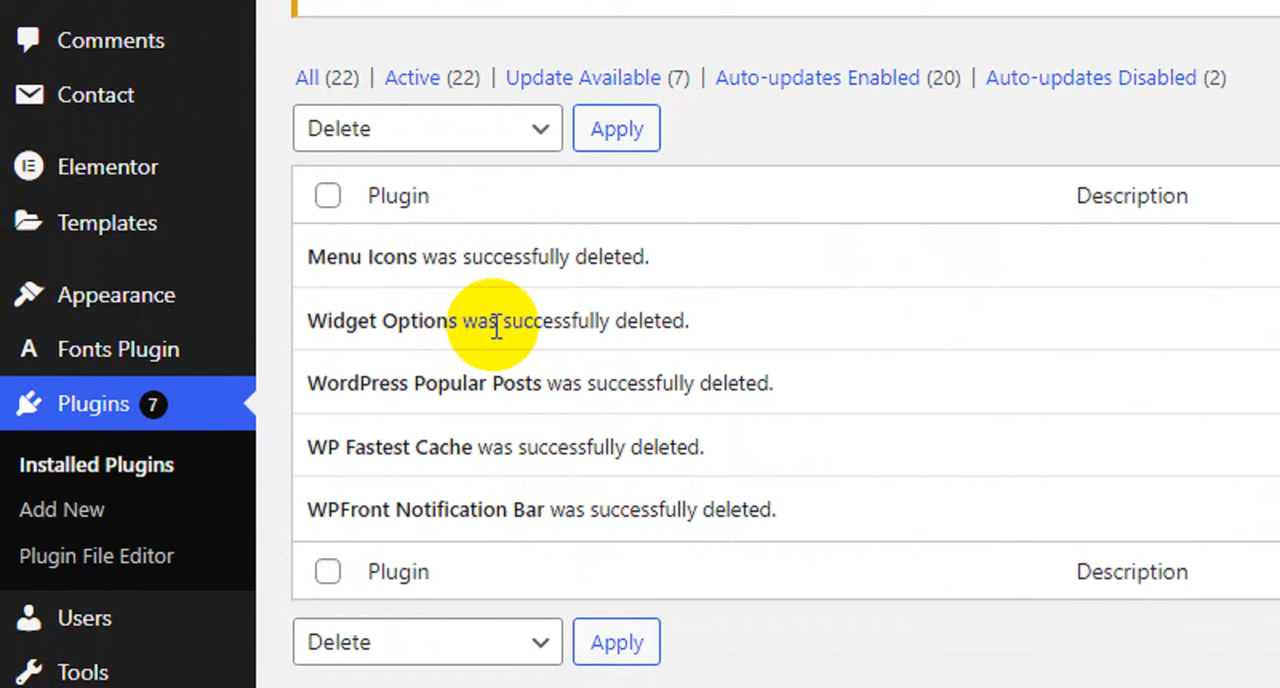 Comments
Contact
Elementor
Templates
Appearance
A Fonts Plugin
Plugins 7
Installed Plugins
Add New
Plugin File Editor
Users
Tools
All (22) | Active (22) | Update Available (7) | Auto-updates Enabled (20) | Auto-updates Disabled (2)
Delete Apply
Plugin Description
Menu Icons was successfully deleted.
Widget Options was successfully deleted.
WordPress Popular Posts was successfully deleted.
WP Fastest Cache was successfully deleted.
WPFront Notification Bar was successfully deleted.
Plugin Description
Delete Apply